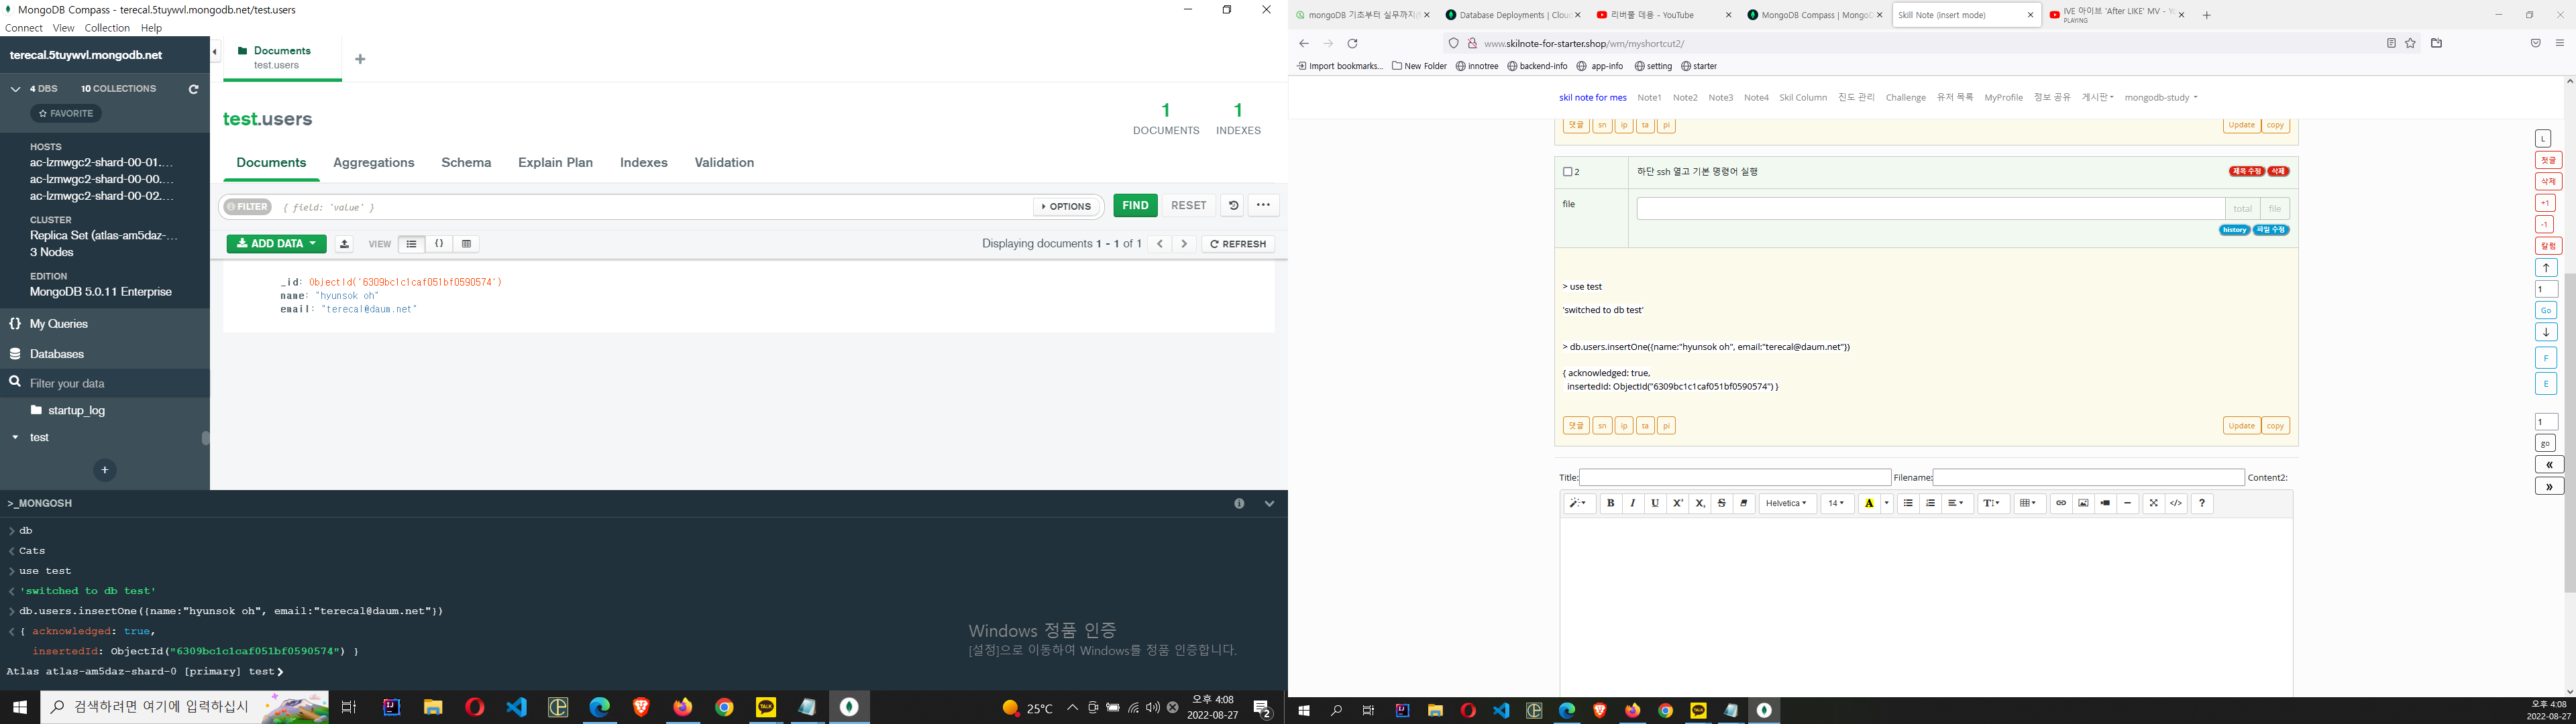 MongoDB Compass - terecal.5tuywvl.mongodb.net/test.users
Connect View Collection Help
terecal.5tuywvl.mongodb.net
4 DBS 10 COLLECTIONS
FAVORITE
HOSTS
ac-lzmwgc2-shard-00-01....
ac-lzmwgc2-shard-00-00....
ac-lzmwgc2-shard-00-02....
CLUSTER
Replica Set (atlas-am5daz-...
3 Nodes
EDITION
MongoDB 5.0.11 Enterprise
{} My Queries
Databases
Filter your data
startup_log
test
+
Documents
test.users
+
test.users
1
DOCUMENTS
1
INDEXES
Documents Aggregations Schema Explain Plan Indexes Validation
FILTER { field: 'value' } OPTIONS FIND RESET ...
ADD DATA VIEW {} Displaying documents 1 - 1 of 1 < > REFRESH
_id: ObjectId('6309bc1c1caf051bf0590574')
name: "hyunsok oh"
email: "terecal@daum.net"
>_MONGOSH
> db
< Cats
> use test
< 'switched to db test'
> db.users.insertOne({name:"hyunsok oh", email:"terecal@daum.net"})
< { acknowledged: true,
insertedId: ObjectId("6309bc1c1caf051bf0590574") }
Atlas atlas-am5daz-shard-0 [primary] test>
Windows 정품 인증
[설정]으로 이동하여 Windows를 정품 인증합니다.
검색하려면 여기에 입력하십시
25°C
오후 4:08
2022-08-27
2
mongoDB 기초부터 실무까지
Database Deployments | Clou
리버풀 데용 - YouTube
MongoDB Compass | Mongo
Skill Note (insert mode)
IVE 아이브 'After LIKE' MV - Y
PLAYING
www.skilnote-for-starter.shop/wm/myshortcut2/
Import bookmarks... New Folder innotree backend-info app-info setting starter
skil note for mes Note1 Note2 Note3 Note4 Skil Column 진도 관리 Challenge 유저 목록 MyProfile 정보 공유 게시판 mongodb-study
댓글 sn ip ta pi Update copy
2 하단 ssh 열고 기본 명령어 실행 제목 수정 삭제
file total file
history 파일 수정
> use test
'switched to db test'
> db.users.insertOne({name:"hyunsok oh", email:"terecal@daum.net"})
{ acknowledged: true,
insertedId: ObjectId("6309bc1c1caf051bf0590574") }
댓글 sn ip ta pi Update copy
Title: Filename: Content2:
B I U X² X, S Helvetica 14 A T! </> ?
L
첫글
삭제
+1
-1
칼럼
↑
1
Go
↓
F
E
1
go
«
»
오후 4:08
2022-08-27